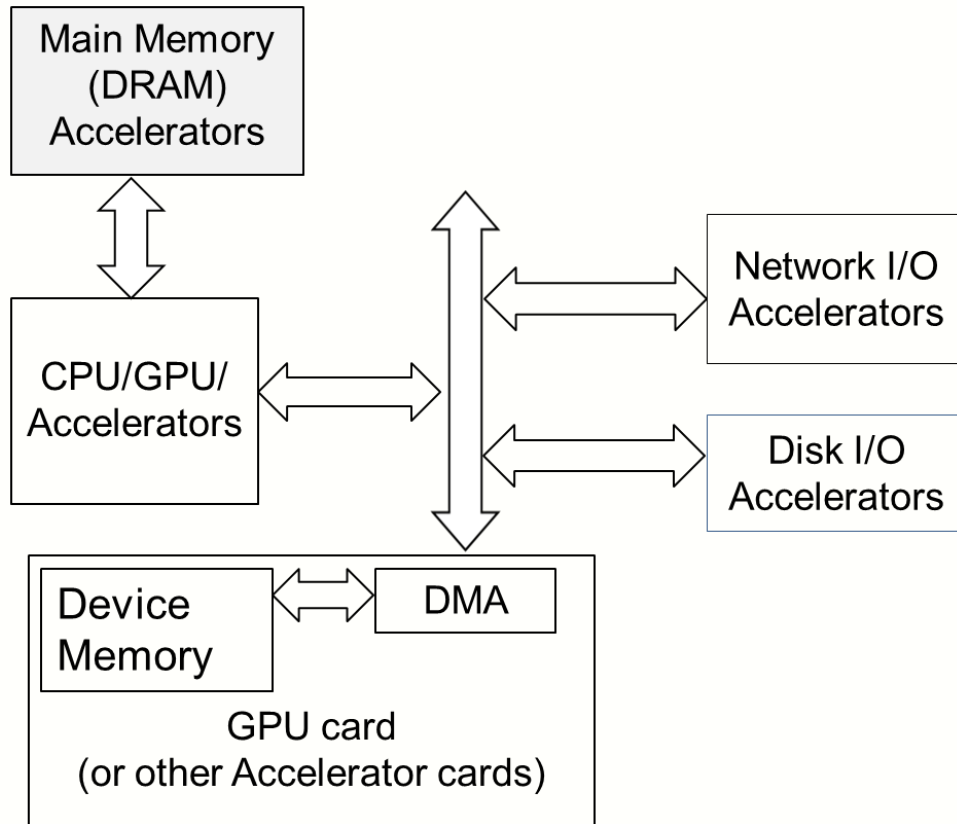 Main Memory
(DRAM)
Accelerators
Network I/O
Accelerators
CPU/GPU/
Accelerators
Disk I/O
Accelerators
Device
Memory
DMA
GPU card
(or other Accelerator cards)